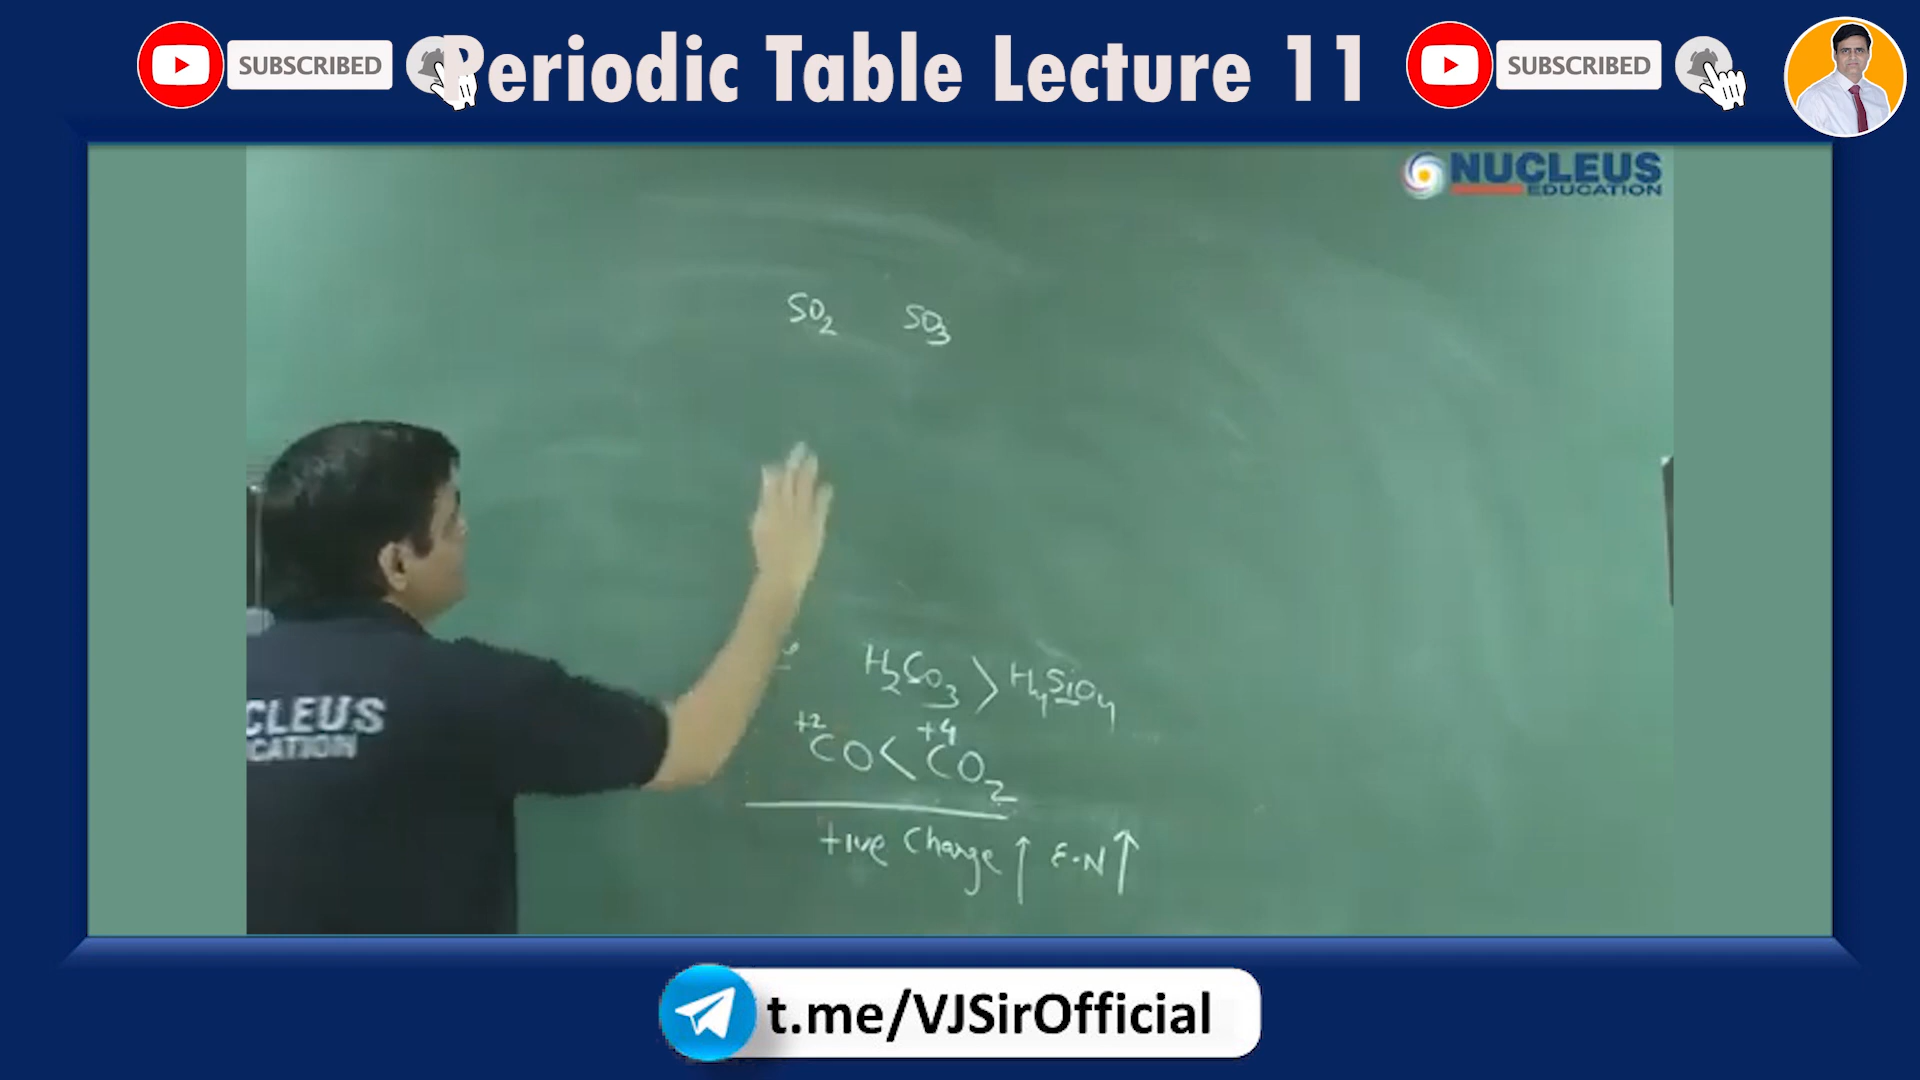 SUBSCRIBED
Periodic Table Lecture 11
SUBSCRIBED
NUCLEUS
EDUCATION
SO2 SO3
H2CO3 > H4SiO4
+2 +4
CO < CO2
+ive Charge ↑ E.N ↑
CLEUS
CATION
t.me/VJSirOfficial